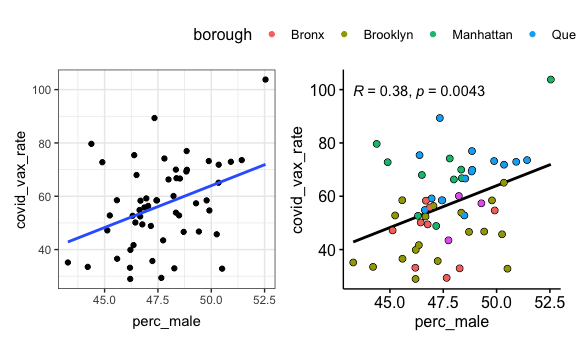 borough Bronx Brooklyn Manhattan Que
R = 0.38, p = 0.0043
100
80
60
40
covid_vax_rate
45.0 47.5 50.0 52.5
perc_male
100
80
60
40
covid_vax_rate
45.0 47.5 50.0 52.5
perc_male